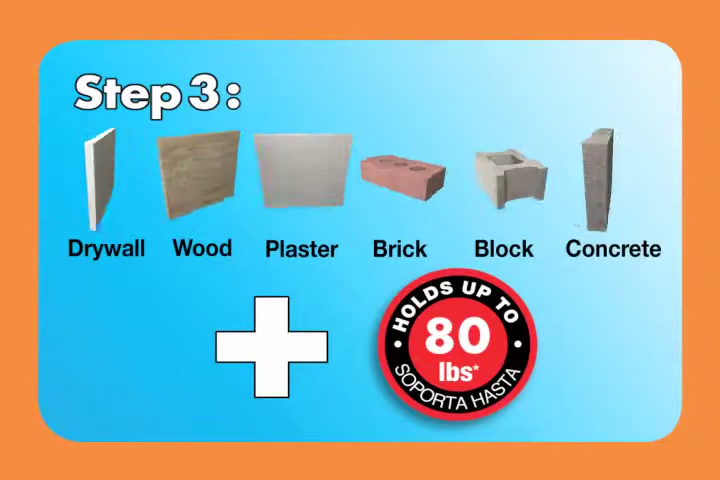 Step 3:
Drywall Wood Plaster Brick Block Concrete
HOLDS UP TO
80
lbs*
SOPORTA HASTA